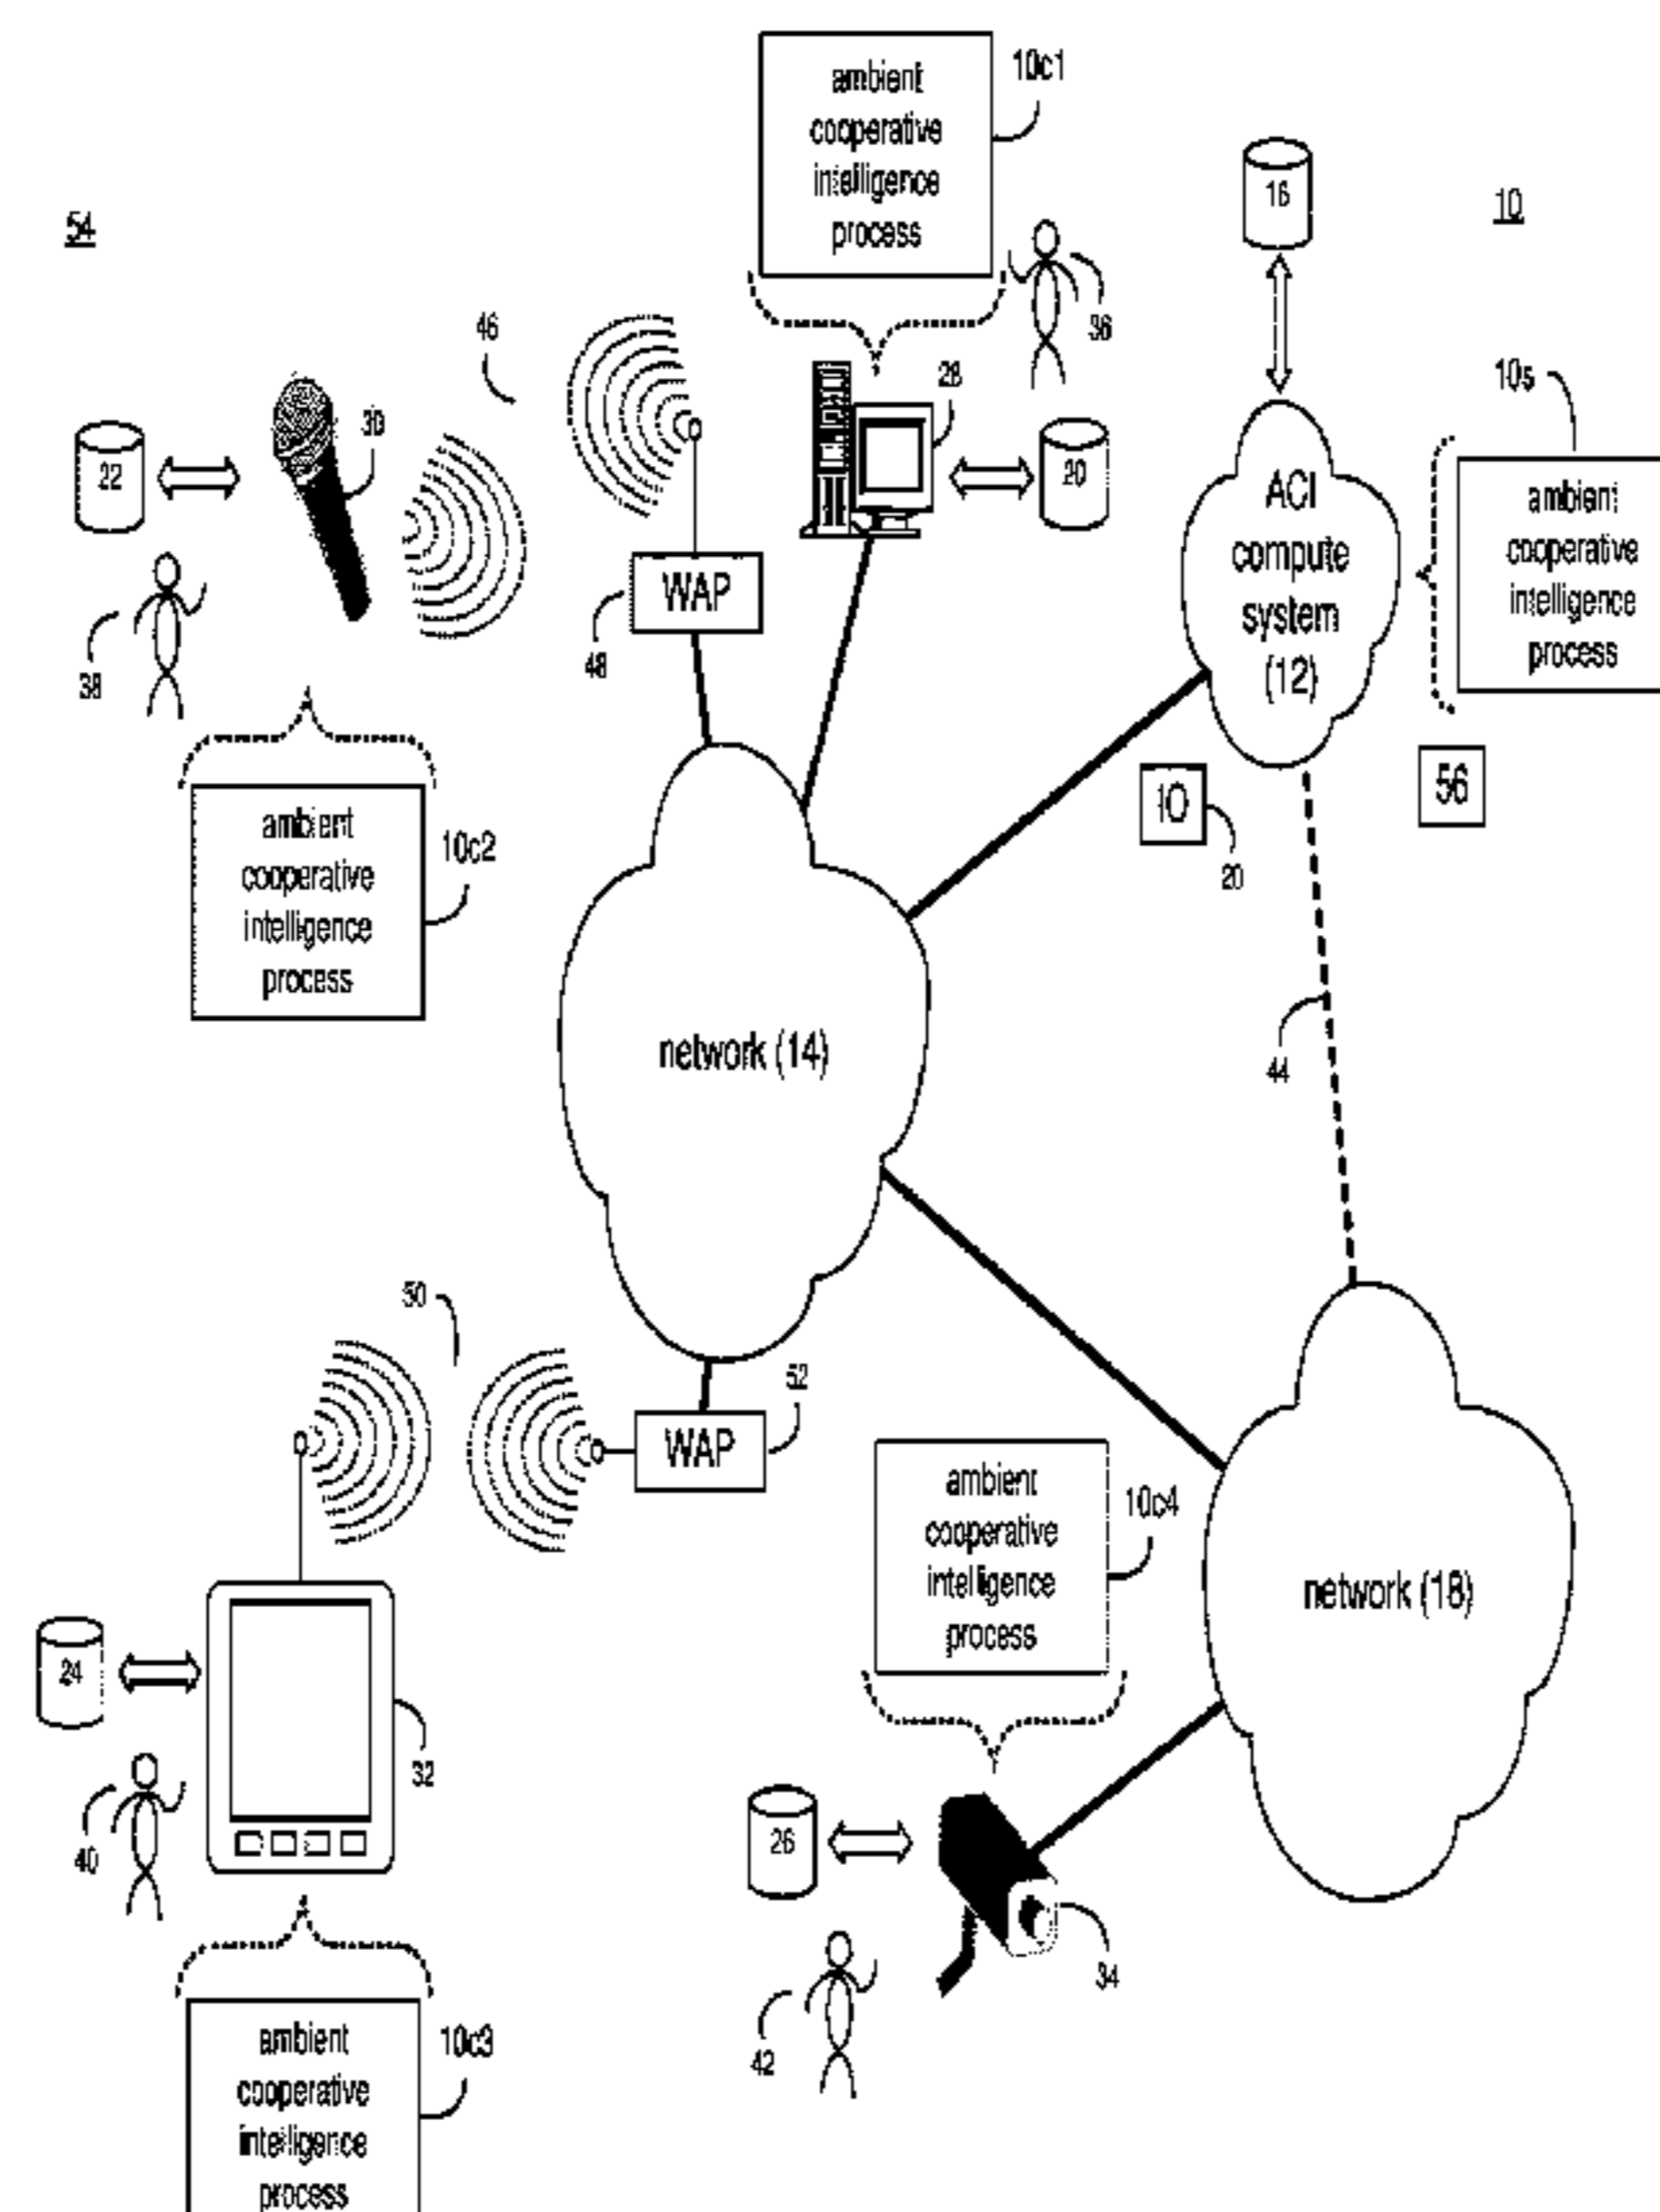 ambient
cooperative
intelligence
process
10c1
16
10
54
36
46
28
10s
30
22
20
ACI
compute
system
(12)
ambient
cooperative
intelligence
process
WAP
48
38
56
IO
20
ambient
cooperative
intelligence
process
10c2
network (14)
44
50
52
WAP
ambient
cooperative
intelligence
process
10c4
network (18)
24
32
40
26
34
42
ambient
cooperative
intelligence
process
10c3